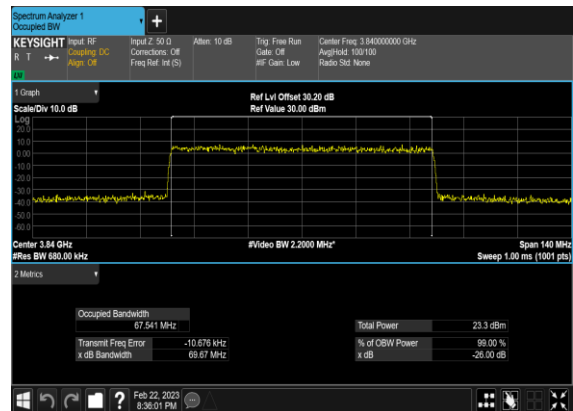 Spectrum Analyzer 1
Occupied BW
KEYSIGHT Input: RF Input Z: 50 Ω Atten: 10 dB Trig: Free Run Center Freq: 3.840000000 GHz
R T Coupling: DC Corrections: Off Gate: Off Avg|Hold: 100/100
Align: Off Freq Ref: Int (S) #IF Gain: Low Radio Std: None
1 Graph
Ref Lvl Offset 30.20 dB
Scale/Div 10.0 dB Ref Value 30.00 dBm
Log
20.0
10.0
0.00
-10.0
-20.0
-30.0
-40.0
-50.0
-60.0
Center 3.84 GHz #Video BW 2.2000 MHz* Span 140 MHz
#Res BW 680.00 kHz Sweep 1.00 ms (1001 pts)
2 Metrics
Occupied Bandwidth
67.541 MHz Total Power 23.3 dBm
Transmit Freq Error -10.676 kHz % of OBW Power 99.00 %
x dB Bandwidth 69.67 MHz x dB -26.00 dB
? Feb 22, 2023
8:36:01 PM